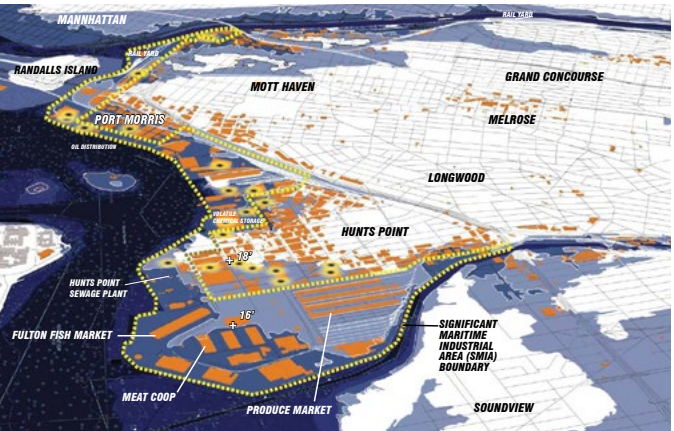 MANNHATTAN
RAIL YARD
RAIL YARD
RANDALLS ISLAND
GRAND CONCOURSE
MOTT HAVEN
PORT MORRIS
MELROSE
OIL DISTRIBUTION
LONGWOOD
VOLATILE
CHEMICAL STORAGE
HUNTS POINT
18'
HUNTS POINT
SEWAGE PLANT
16'
FULTON FISH MARKET
SIGNIFICANT
MARITIME
INDUSTRIAL
AREA (SMIA)
BOUNDARY
MEAT COOP
PRODUCE MARKET
SOUNDVIEW